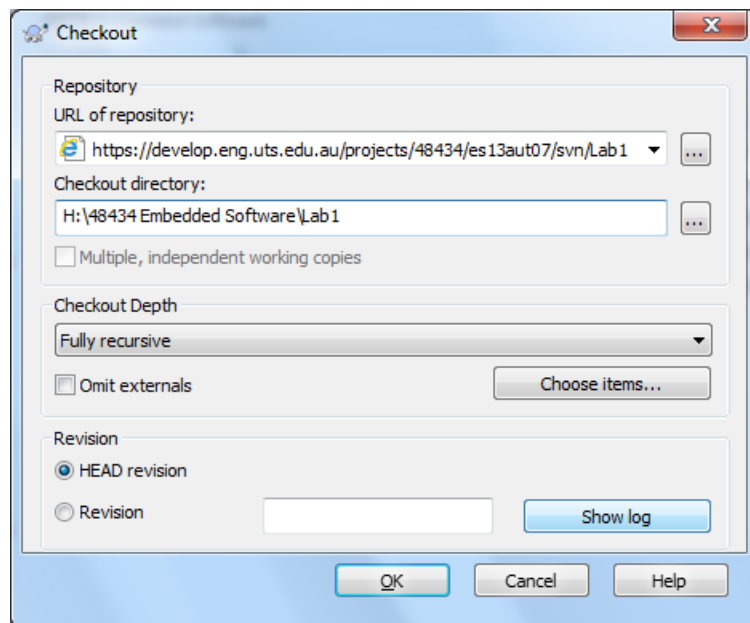 Checkout
Repository
URL of repository:
https://develop.eng.uts.edu.au/projects/48434/es13aut07/svn/Lab1
...
Checkout directory:
H:\48434 Embedded Software\Lab1
...
Multiple, independent working copies
Checkout Depth
Fully recursive
Omit externals
Choose items...
Revision
HEAD revision
Revision
Show log
OK
Cancel
Help